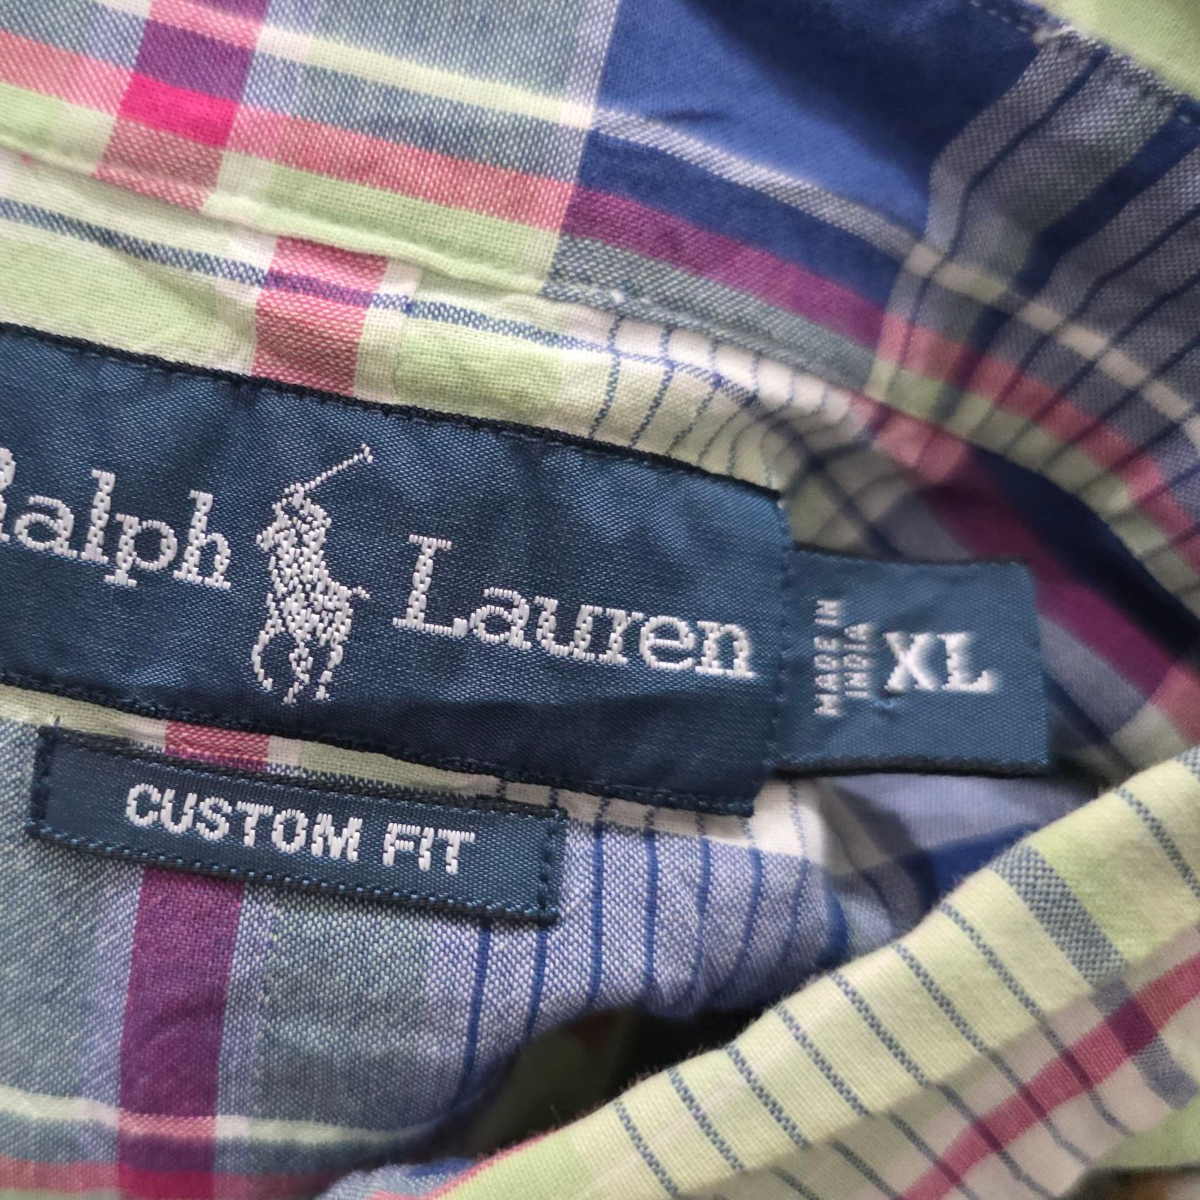 Ralph Lauren
MADE IN
INDIA
XL
CUSTOM FIT